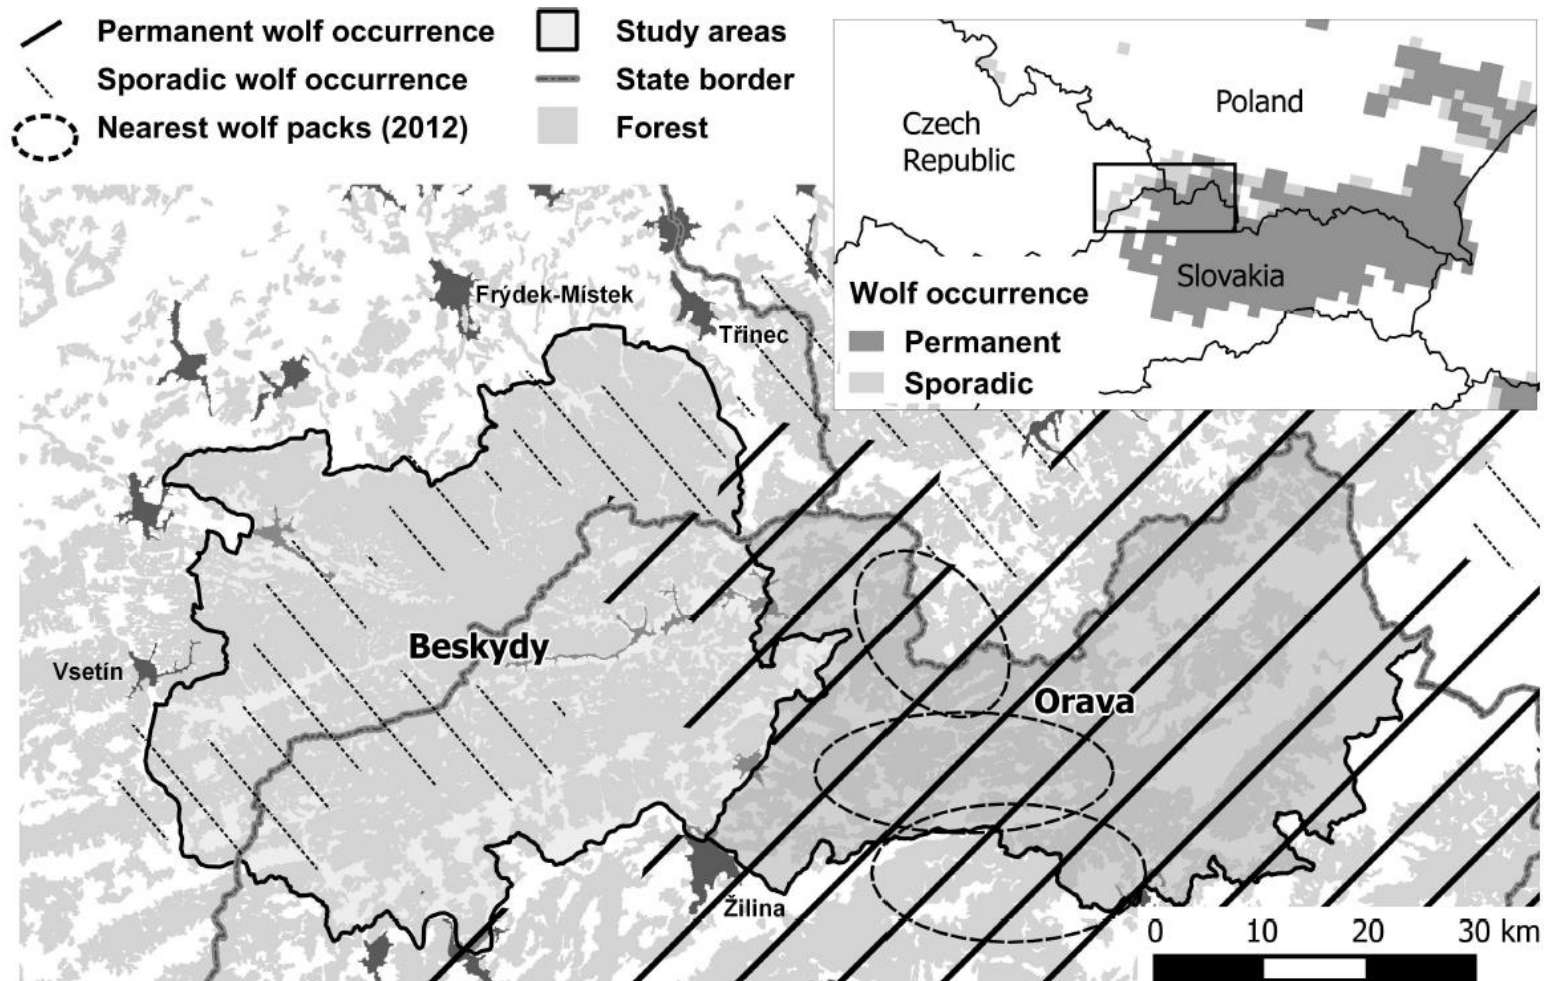 Permanent wolf occurrence
Sporadic wolf occurrence
Nearest wolf packs (2012)
Study areas
State border
Forest
Czech
Republic
Poland
Slovakia
Wolf occurrence
Permanent
Sporadic
Frýdek-Místek
Třinec
Beskydy
Vsetín
Orava
Žilina
0 10 20 30 km